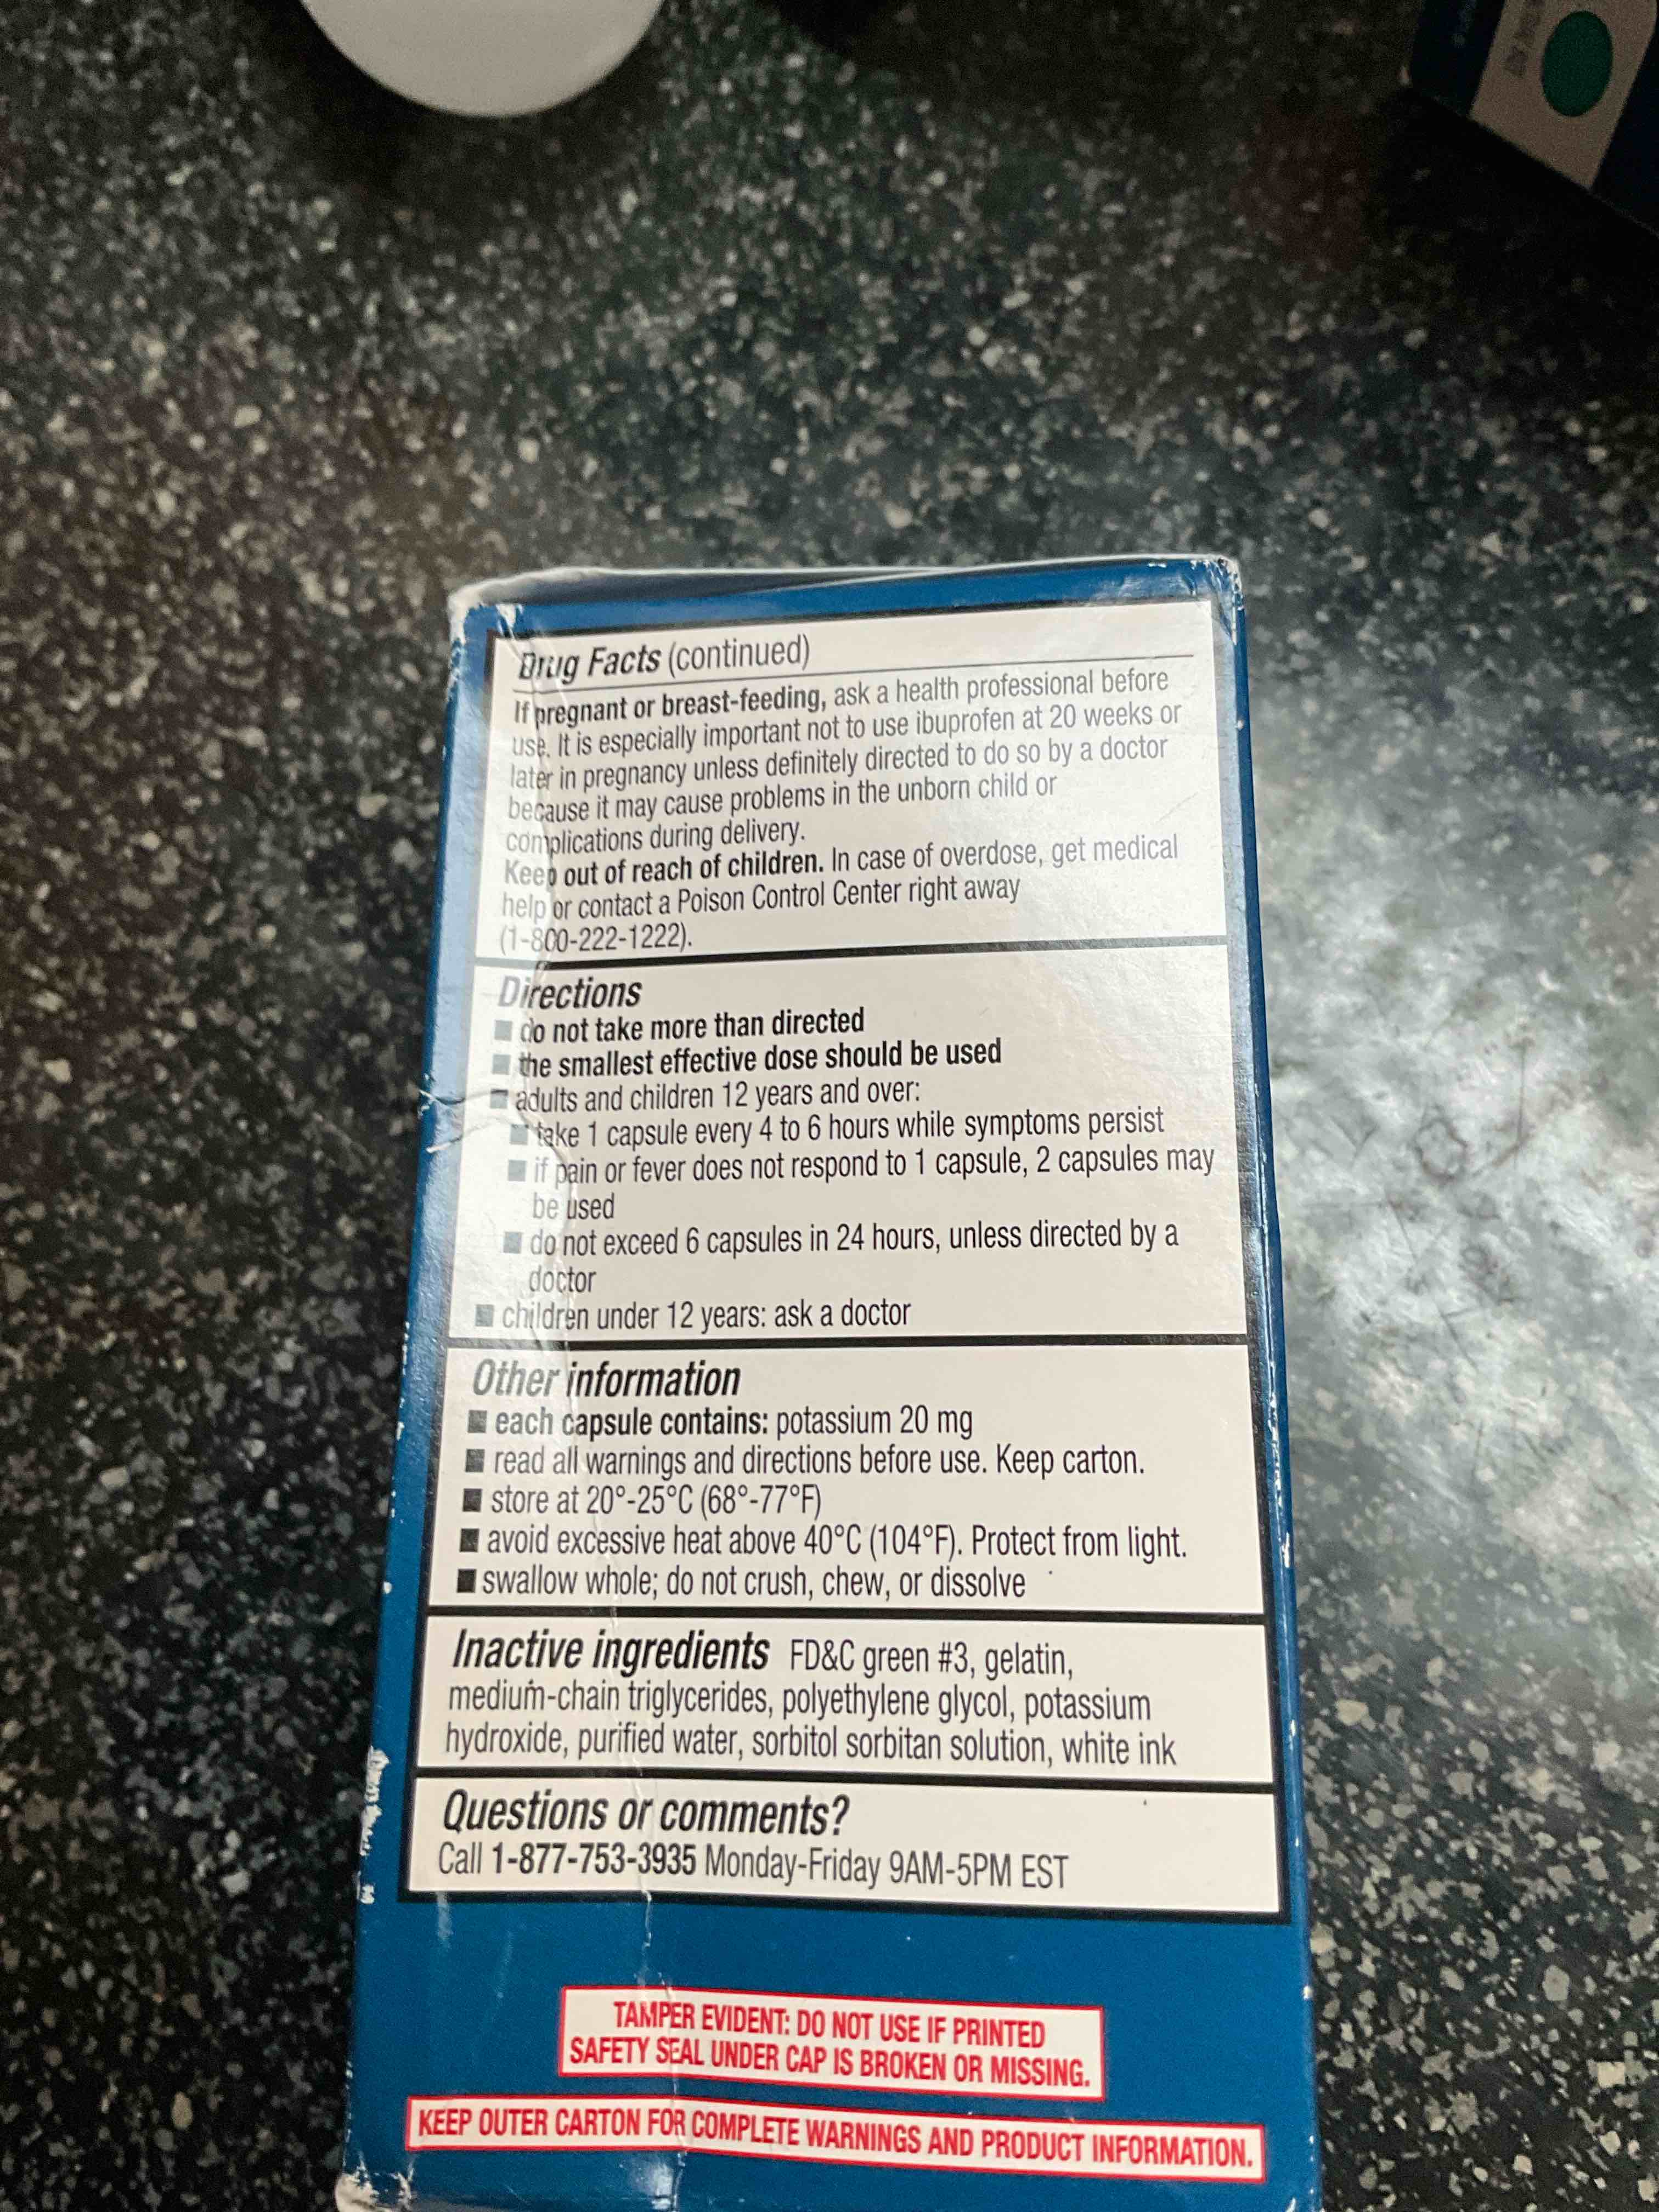 Drug Facts (continued)
If pregnant or breast-feeding, ask a health professional before
use. It is especially important not to use ibuprofen at 20 weeks or
later in pregnancy unless definitely directed to do so by a doctor
because it may cause problems in the unborn child or
complications during delivery.
Keep out of reach of children. In case of overdose, get medical
help or contact a Poison Control Center right away
(1-800-222-1222).
Directions
■ do not take more than directed
■ the smallest effective dose should be used
■ adults and children 12 years and over:
■ take 1 capsule every 4 to 6 hours while symptoms persist
■ if pain or fever does not respond to 1 capsule, 2 capsules may
be used
■ do not exceed 6 capsules in 24 hours, unless directed by a
doctor
■ children under 12 years: ask a doctor
Other information
■ each capsule contains: potassium 20 mg
■ read all warnings and directions before use. Keep carton.
■ store at 20°-25°C (68°-77°F)
■ avoid excessive heat above 40°C (104°F). Protect from light.
■ swallow whole; do not crush, chew, or dissolve
Inactive ingredients FD&C green #3, gelatin,
medium-chain triglycerides, polyethylene glycol, potassium
hydroxide, purified water, sorbitol sorbitan solution, white ink
Questions or comments?
Call 1-877-753-3935 Monday-Friday 9AM-5PM EST
TAMPER EVIDENT: DO NOT USE IF PRINTED
SAFETY SEAL UNDER CAP IS BROKEN OR MISSING.
KEEP OUTER CARTON FOR COMPLETE WARNINGS AND PRODUCT INFORMATION.